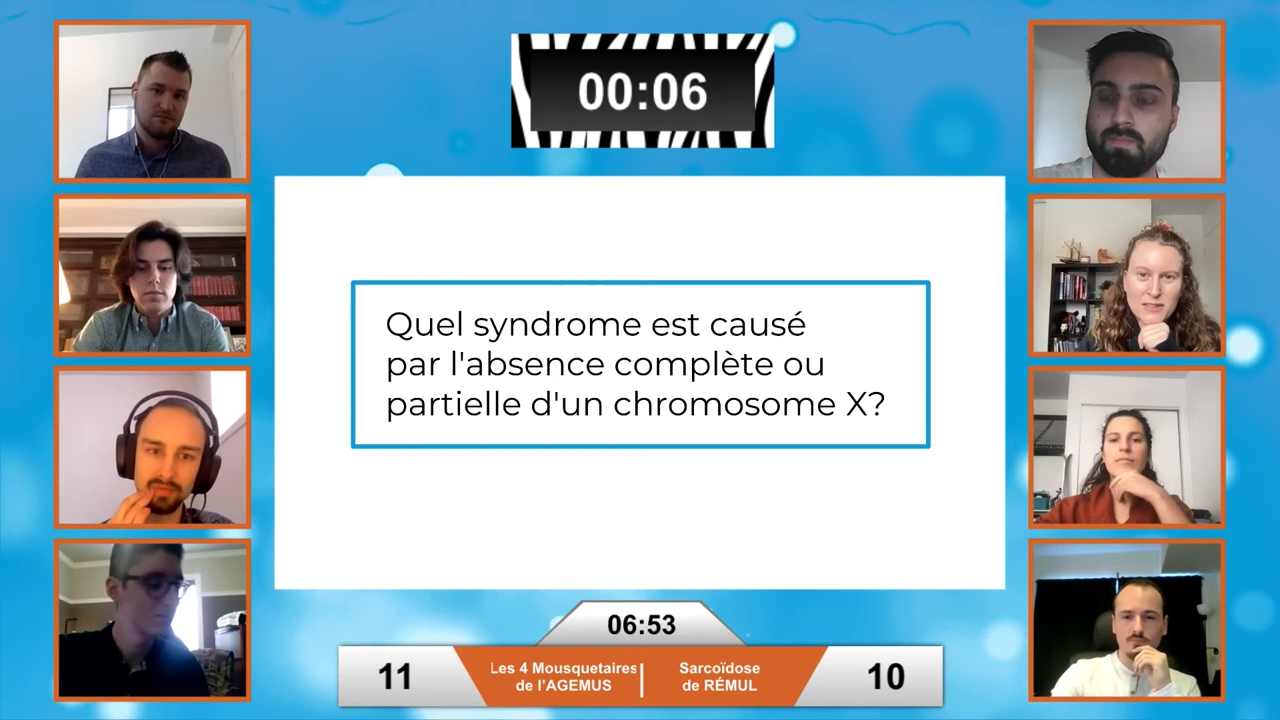 00:06
Quel syndrome est causé
par l'absence complète ou
partielle d'un chromosome X?
06:53
11
Les 4 Mousquetaires
de l'AGEMUS
Sarcoïdose
de RÉMUL
10